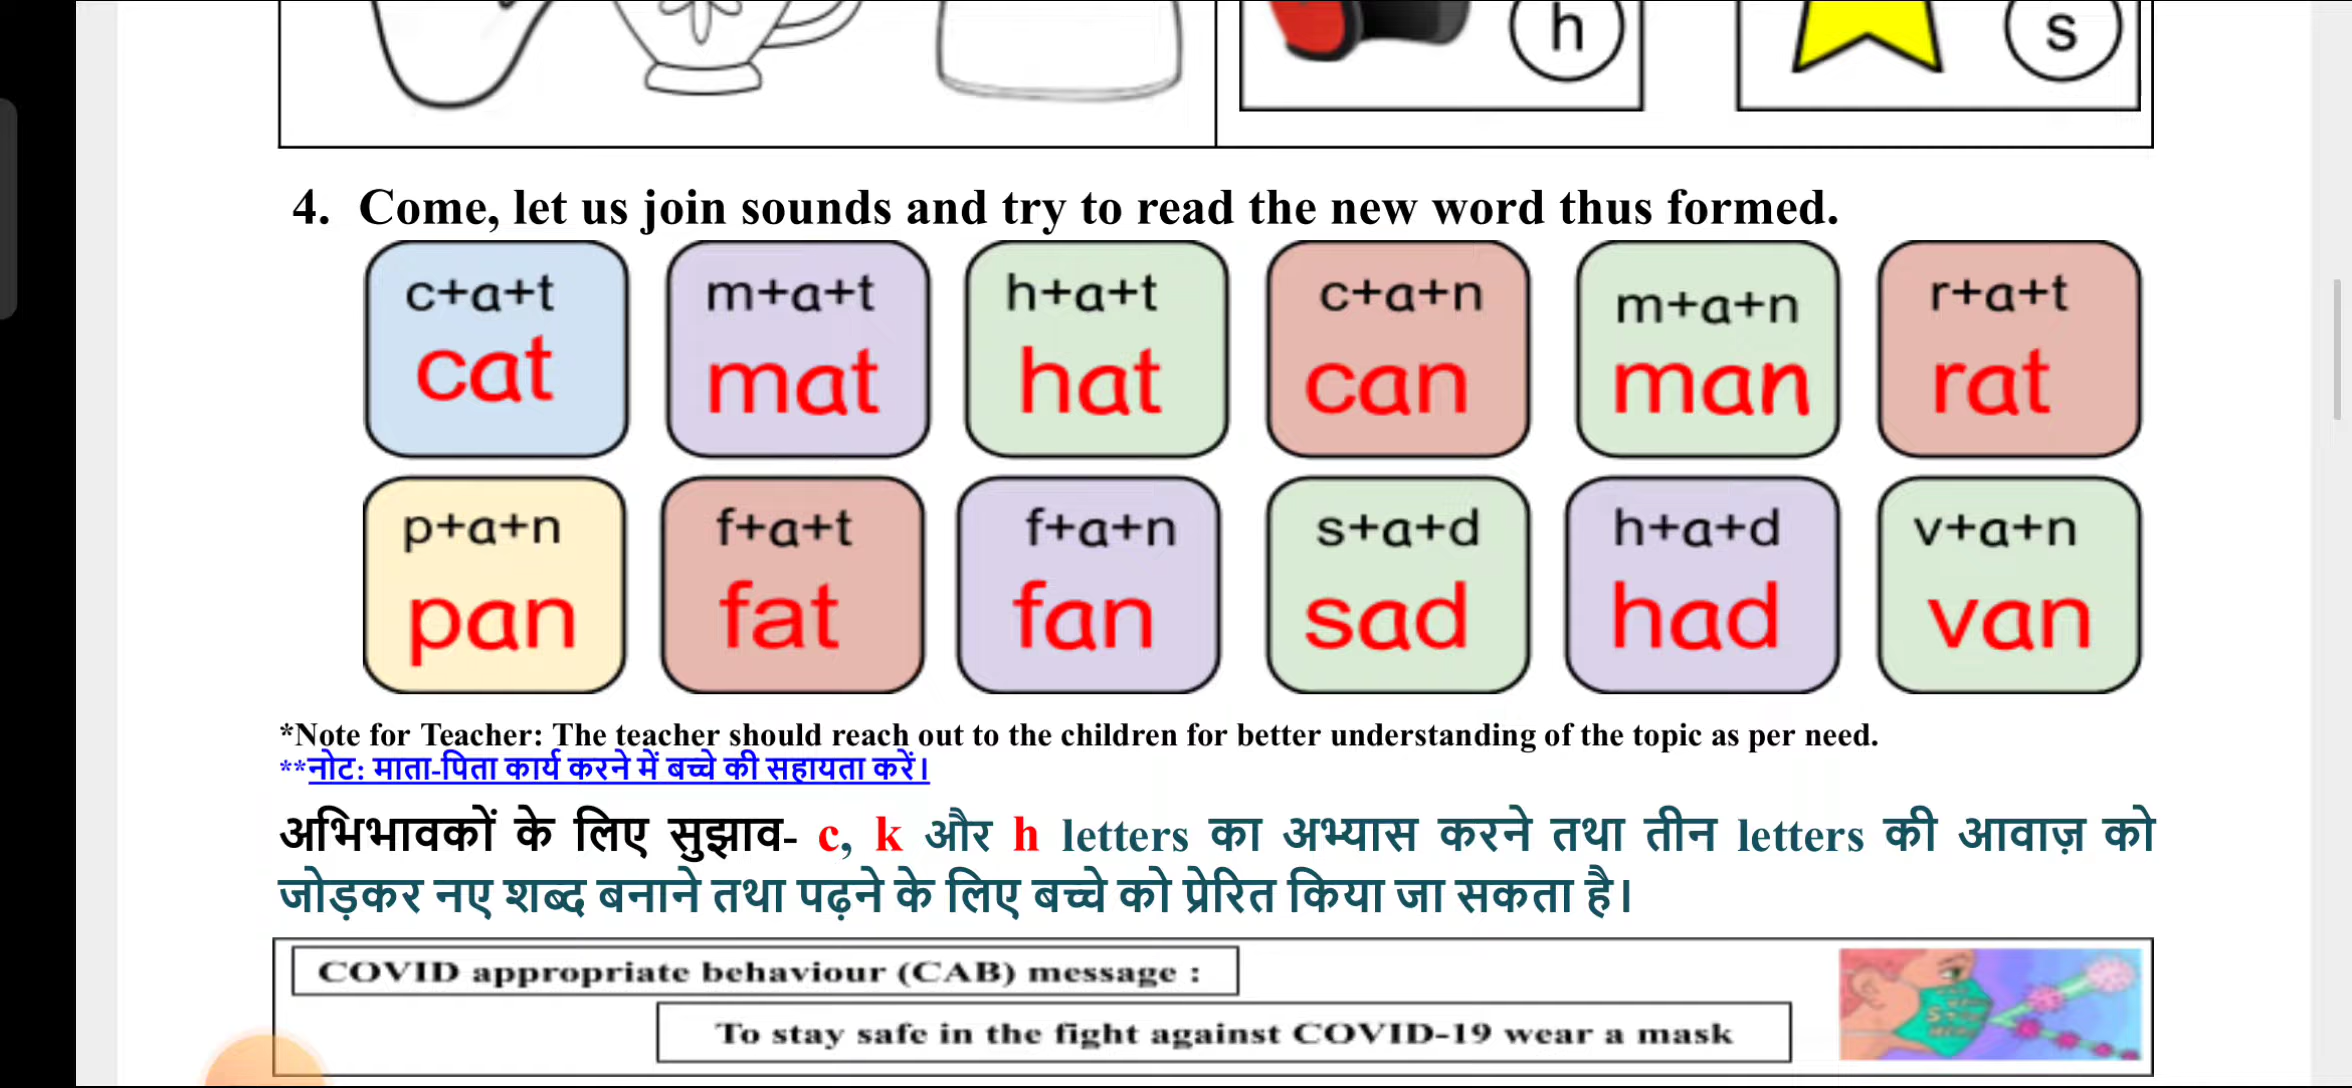 h
s
4. Come, let us join sounds and try to read the new word thus formed.
c+a+t
cat
m+a+t
mat
h+a+t
hat
c+a+n
can
m+a+n
man
r+a+t
rat
p+a+n
pan
f+a+t
fat
f+a+n
fan
s+a+d
sad
h+a+d
had
v+a+n
van
*Note for Teacher: The teacher should reach out to the children for better understanding of the topic as per need.
**नोट: माता-पिता कार्य करने में बच्चे की सहायता करें।
अभिभावकों के लिए सुझाव- c, k और h letters का अभ्यास करने तथा तीन letters की आवाज़ को
जोड़कर नए शब्द बनाने तथा पढ़ने के लिए बच्चे को प्रेरित किया जा सकता है।
COVID appropriate behaviour (CAB) message :
To stay safe in the fight against COVID-19 wear a mask